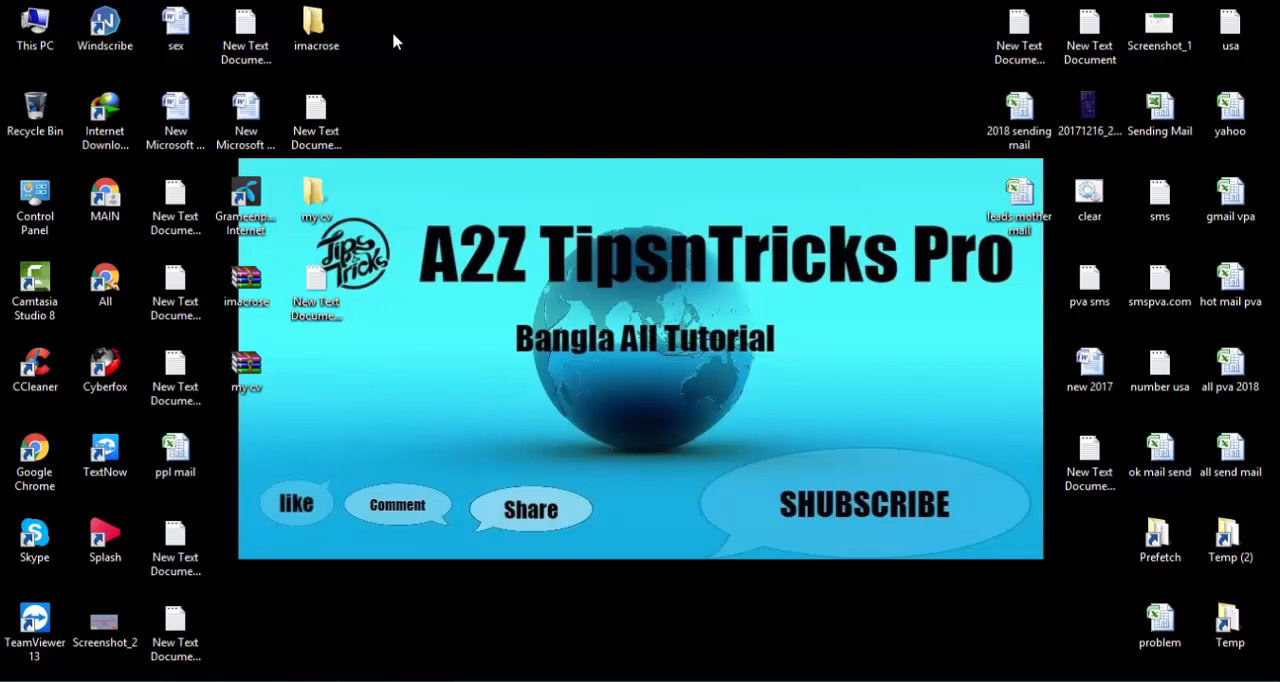 This PC
Windscribe
sex
New Text
Docume...
imacrose
New Text
Docume...
New Text
Document
Screenshot_1
usa
Recycle Bin
Internet
Downlo...
New
Microsoft ...
New
Microsoft ...
New Text
Docume...
2018 sending
mail
20171216_2...
Sending Mail
yahoo
Control
Panel
MAIN
New Text
Docume...
Grameenp...
Internet
my cv
leads mother
mail
clear
sms
gmail vpa
Tips
Tricks
A2Z TipsnTricks Pro
Camtasia
Studio 8
All
New Text
Docume...
imacrose
New Text
Docume...
pva sms
smspva.com
hot mail pva
Bangla All Tutorial
CCleaner
Cyberfox
New Text
Docume...
my cv
new 2017
number usa
all pva 2018
Google
Chrome
TextNow
ppl mail
New Text
Docume...
ok mail send
all send mail
like
Comment
Share
SHUBSCRIBE
Skype
Splash
New Text
Docume...
Prefetch
Temp (2)
TeamViewer
13
Screenshot_2
New Text
Docume...
problem
Temp